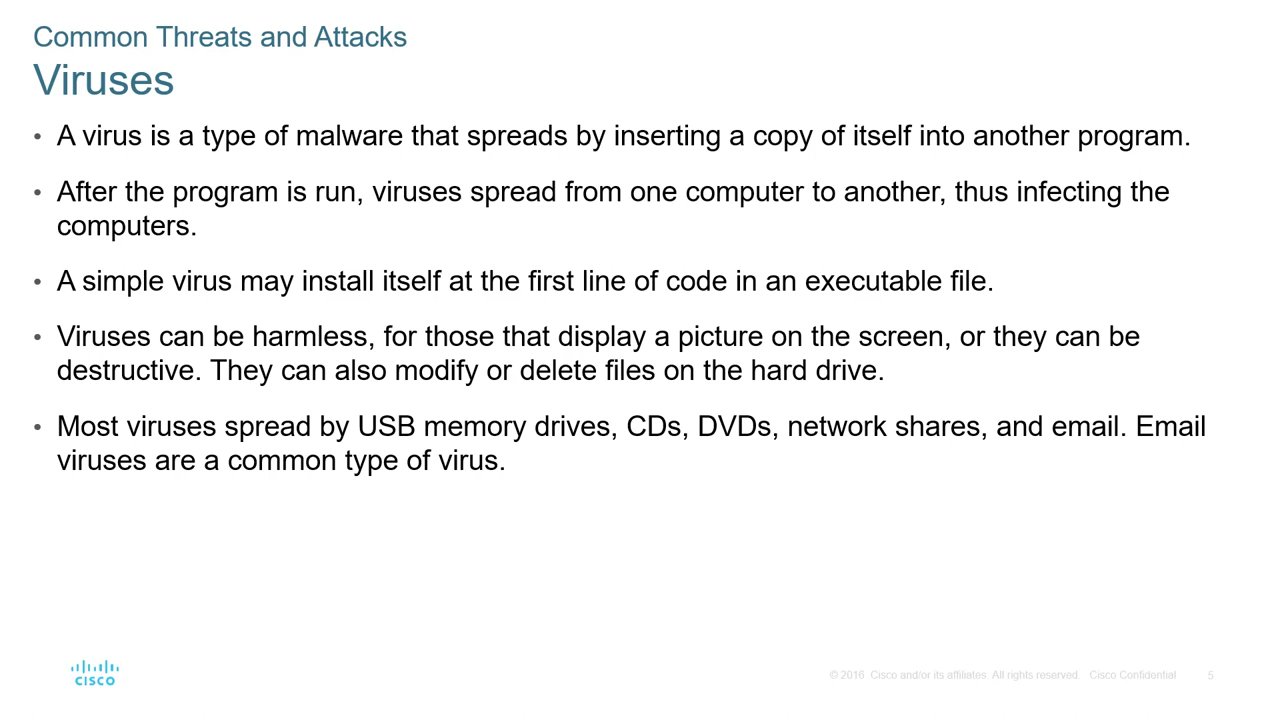 Common Threats and Attacks
Viruses
• A virus is a type of malware that spreads by inserting a copy of itself into another program.
• After the program is run, viruses spread from one computer to another, thus infecting the
computers.
• A simple virus may install itself at the first line of code in an executable file.
• Viruses can be harmless, for those that display a picture on the screen, or they can be
destructive. They can also modify or delete files on the hard drive.
• Most viruses spread by USB memory drives, CDs, DVDs, network shares, and email. Email
viruses are a common type of virus.
CISCO
© 2016 Cisco and/or its affiliates. All rights reserved. Cisco Confidential 5